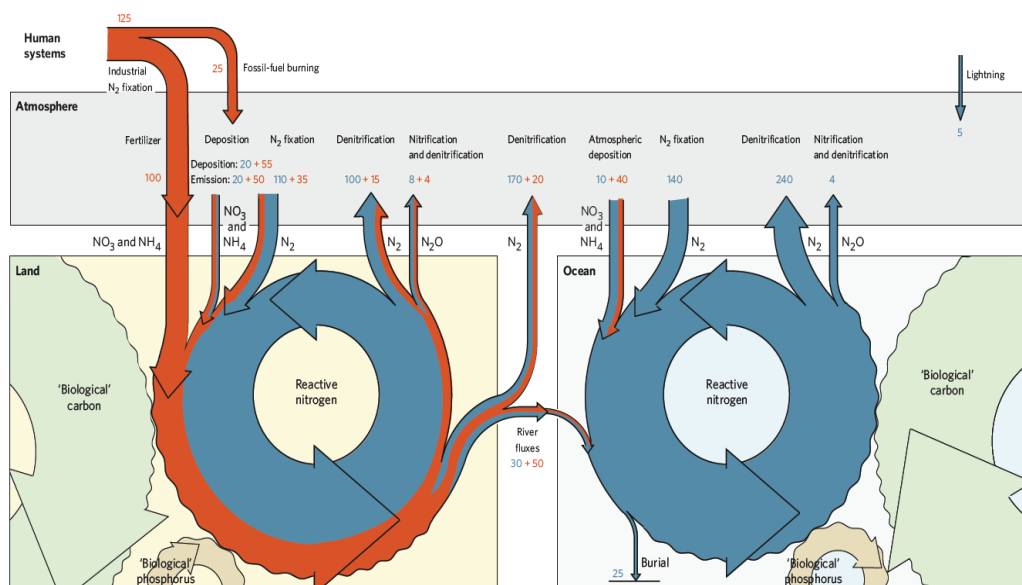 125
Human
systems
25
Fossil-fuel burning
Industrial
N2 fixation
Lightning
Atmosphere
5
Fertilizer
Deposition
N2 fixation
Denitrification
Nitrification
and denitrification
Denitrification
Atmospheric
deposition
N2 fixation
Denitrification
Nitrification
and denitrification
Deposition: 20 + 55
100
Emission: 20 + 50
110 + 35
100 + 15
8 + 4
170 + 20
10 + 40
140
240
4
NO3 and NH4
NO3
and
NH4
N2
N2
N2O
N2
NO3
and
NH4
N2
N2
N2O
Land
Ocean
'Biological'
carbon
Reactive
nitrogen
Reactive
nitrogen
'Biological'
carbon
River
fluxes
30 + 50
'Biological'
phosphorus
Burial
25
'Biological'
phosphorus